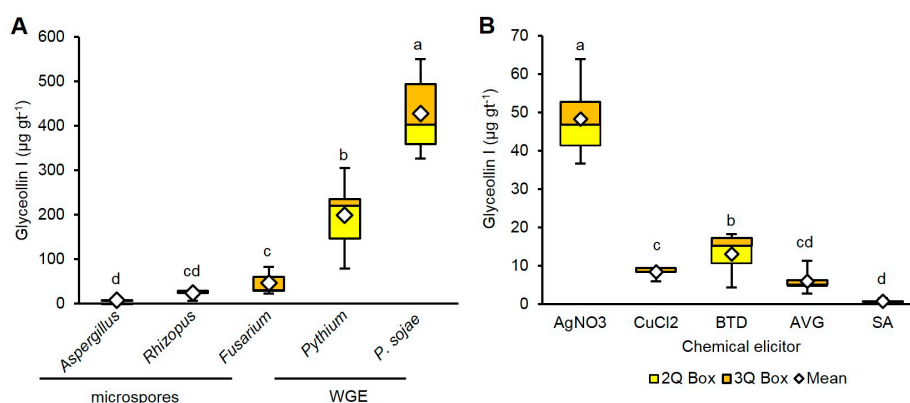 A
Glyceollin I (µg gt⁻¹)
600
500
400
300
200
100
0
d
cd
c
b
a
Aspergillus
Rhizopus
Fusarium
Pythium
P. sojae
microspores
WGE
B
Glyceollin I (µg gt⁻¹)
70
60
50
40
30
20
10
0
a
c
b
cd
d
AgNO3 CuCl2 BTD AVG SA
Chemical elicitor
2Q Box 3Q Box Mean